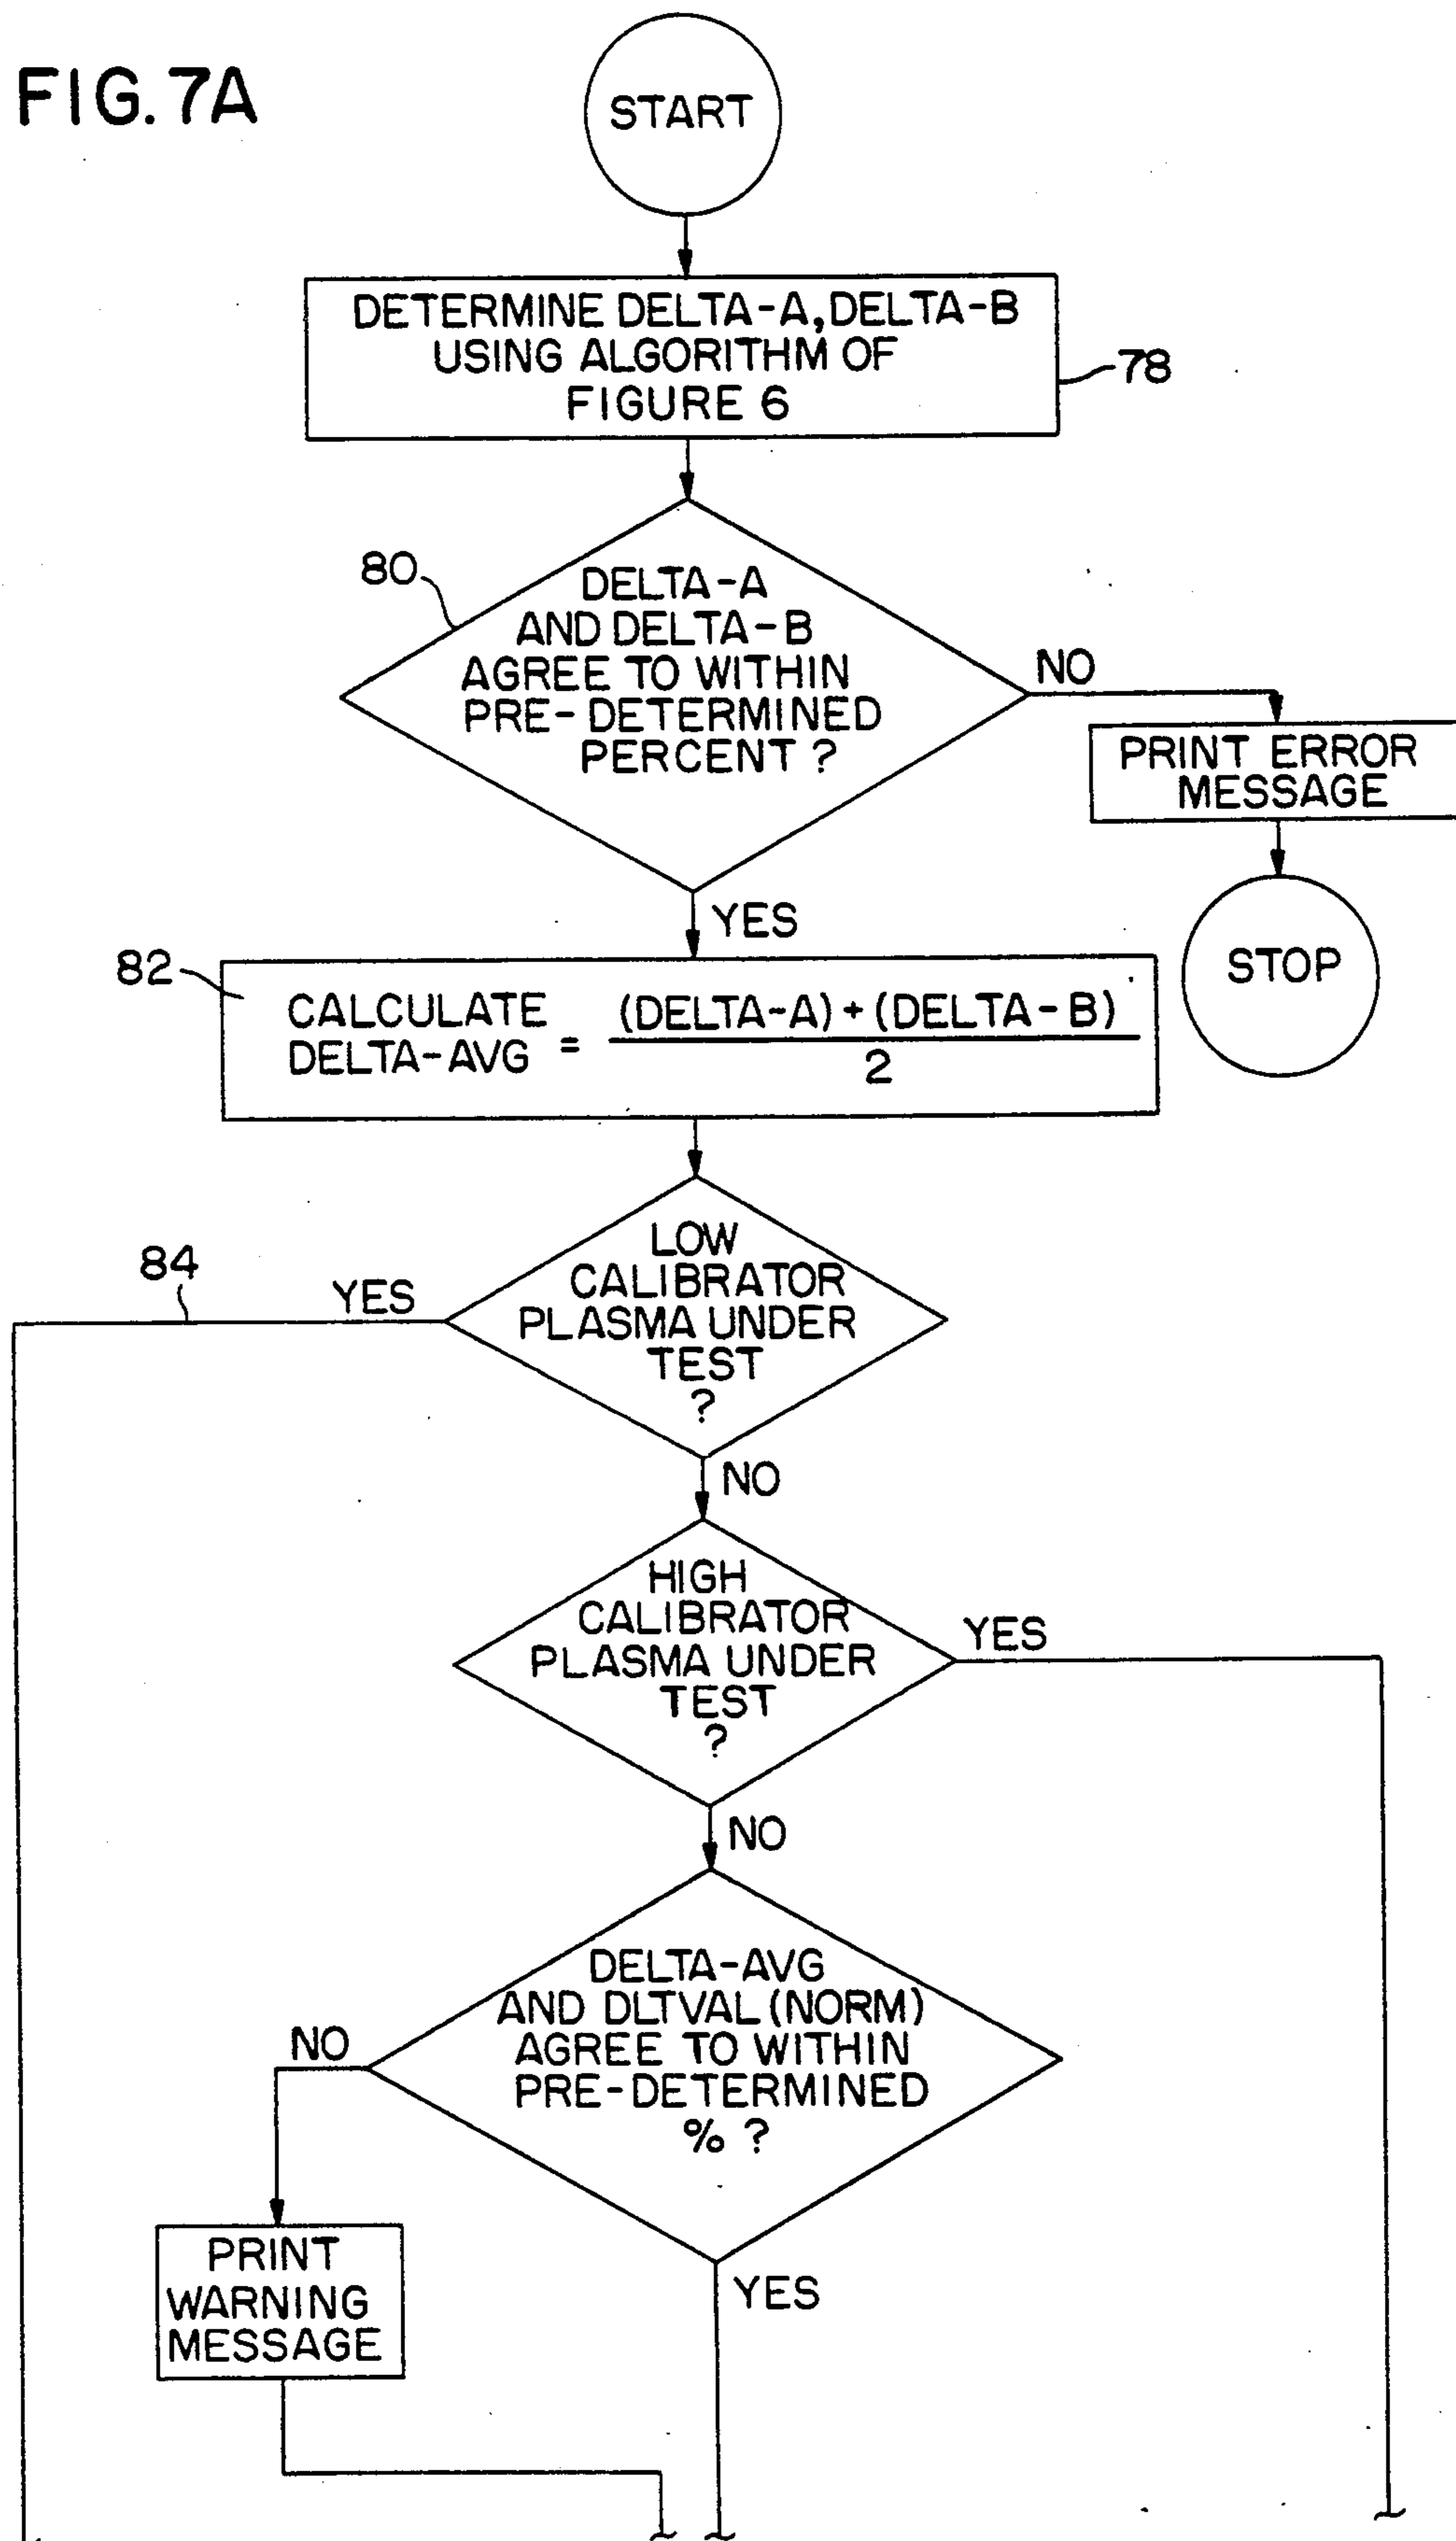 FIG. 7A
START
DETERMINE DELTA-A, DELTA-B
USING ALGORITHM OF
FIGURE 6
78
80
DELTA-A
AND DELTA-B
AGREE TO WITHIN
PRE-DETERMINED
PERCENT ?
NO
PRINT ERROR
MESSAGE
STOP
YES
82
CALCULATE
DELTA-AVG = (DELTA-A) + (DELTA-B)
2
84
YES
LOW
CALIBRATOR
PLASMA UNDER
TEST
?
NO
HIGH
CALIBRATOR
PLASMA UNDER
TEST
?
YES
NO
DELTA-AVG
AND DLTVAL (NORM)
AGREE TO WITHIN
PRE-DETERMINED
% ?
NO
PRINT
WARNING
MESSAGE
YES